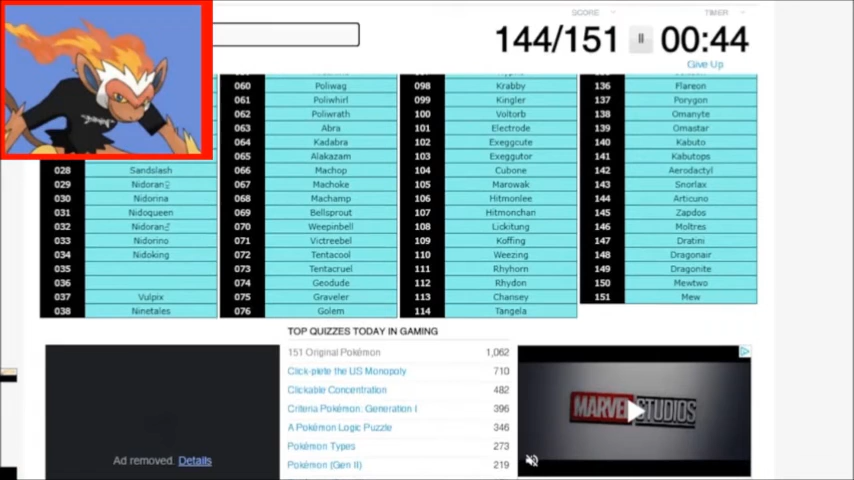 SCORE TIMER
144/151 00:44
Give Up
060 Poliwag 098 Krabby 136 Flareon
061 Poliwhirl 099 Kingler 137 Porygon
062 Poliwrath 100 Voltorb 138 Omanyte
063 Abra 101 Electrode 139 Omastar
064 Kadabra 102 Exeggcute 140 Kabuto
065 Alakazam 103 Exeggutor 141 Kabutops
028 Sandslash 066 Machop 104 Cubone 142 Aerodactyl
029 Nidoran♀ 067 Machoke 105 Marowak 143 Snorlax
030 Nidorina 068 Machamp 106 Hitmonlee 144 Articuno
031 Nidoqueen 069 Bellsprout 107 Hitmonchan 145 Zapdos
032 Nidoran♂ 070 Weepinbell 108 Lickitung 146 Moltres
033 Nidorino 071 Victreebel 109 Koffing 147 Dratini
034 Nidoking 072 Tentacool 110 Weezing 148 Dragonair
035 073 Tentacruel 111 Rhyhorn 149 Dragonite
036 074 Geodude 112 Rhydon 150 Mewtwo
037 Vulpix 075 Graveler 113 Chansey 151 Mew
038 Ninetales 076 Golem 114 Tangela
TOP QUIZZES TODAY IN GAMING
151 Original Pokémon 1,062
Click-plete the US Monopoly 710
Clickable Concentration 482
Criteria Pokémon: Generation I 396
A Pokémon Logic Puzzle 346
Pokémon Types 273
Pokémon (Gen II) 219
Ad removed. Details
MARVEL STUDIOS